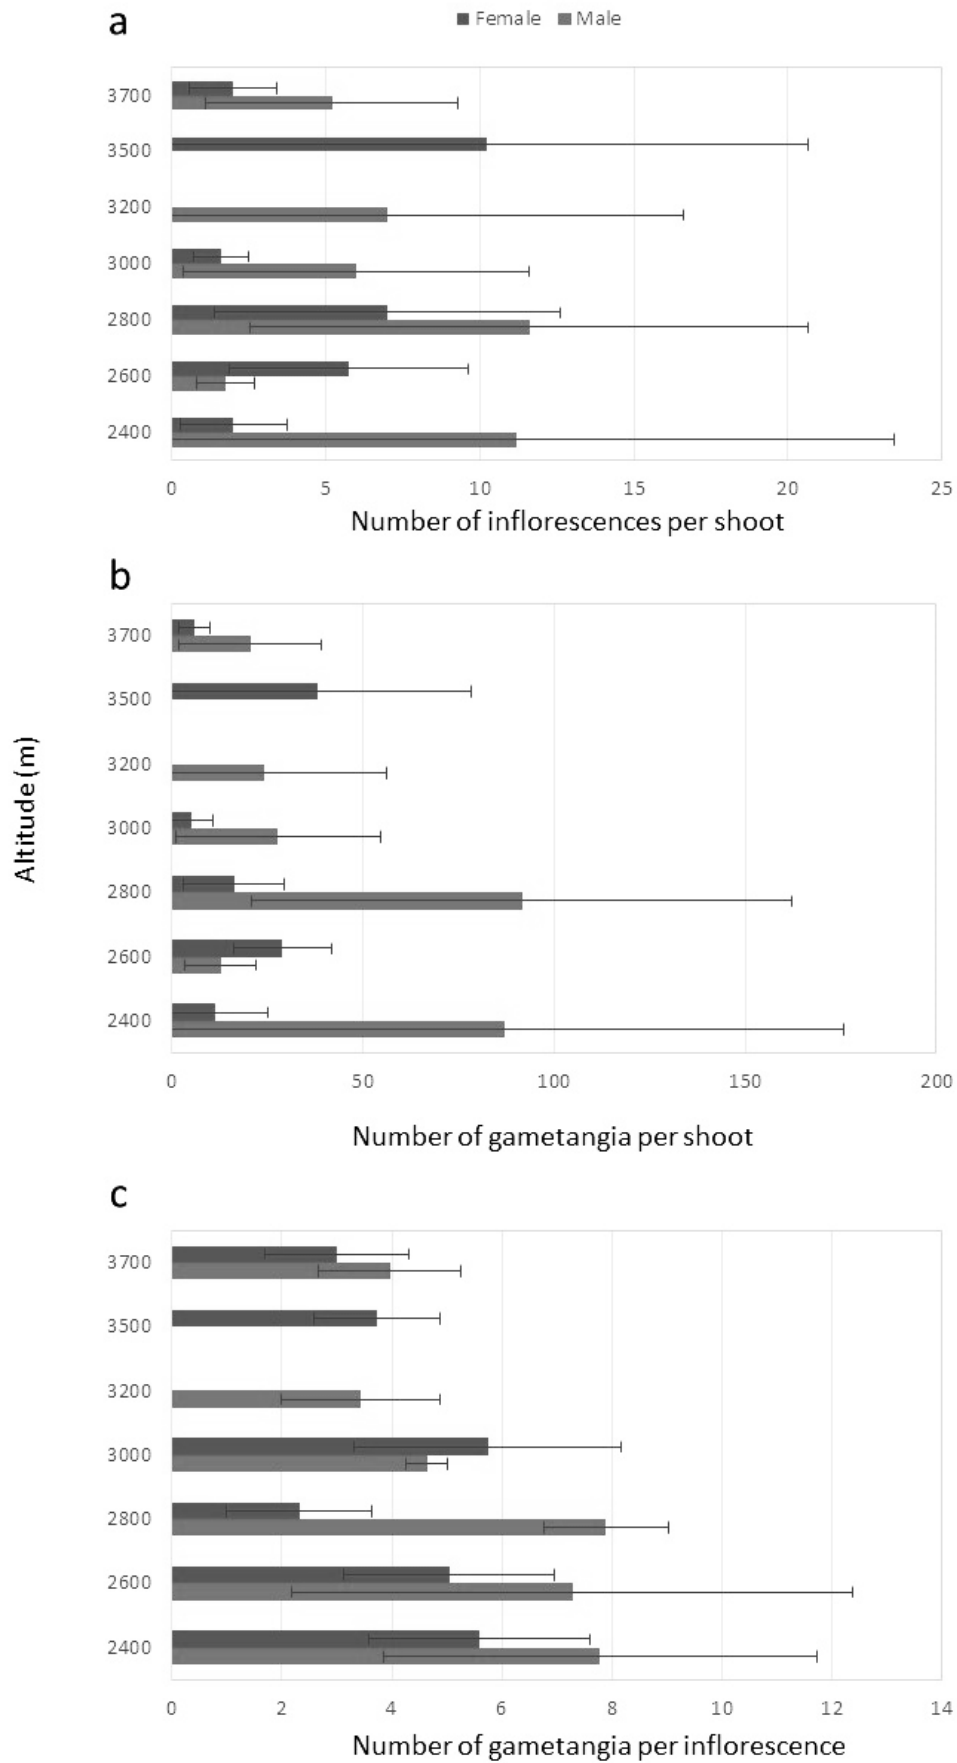 a
Female Male
3700
3500
3200
3000
2800
2600
2400
0 5 10 15 20 25
Number of inflorescences per shoot
b
Altitude (m)
3700
3500
3200
3000
2800
2600
2400
0 50 100 150 200
Number of gametangia per shoot
c
3700
3500
3200
3000
2800
2600
2400
0 2 4 6 8 10 12 14
Number of gametangia per inflorescence